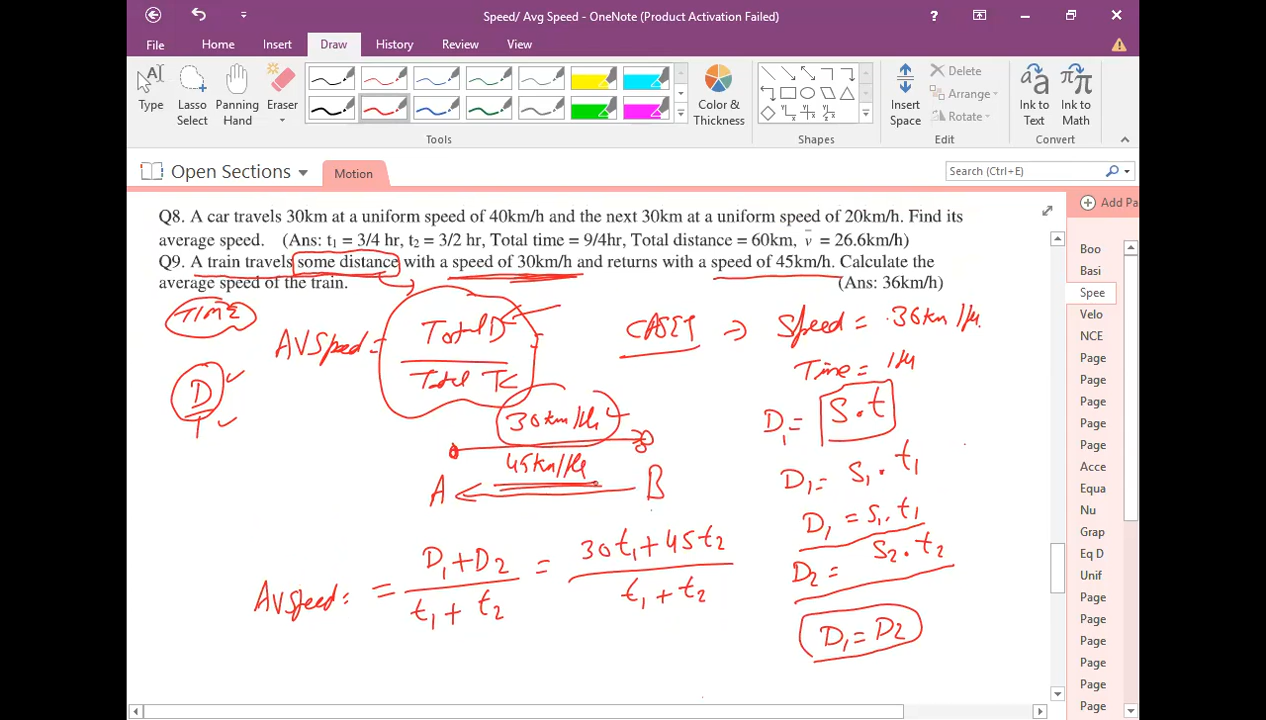 Speed/ Avg Speed - OneNote (Product Activation Failed)
?
File Home Insert Draw History Review View
Type
Lasso Select
Panning Hand
Eraser
Color & Thickness
Insert Space
Delete
Arrange
Rotate
Ink to Text
Ink to Math
Tools
Shapes
Edit
Convert
Open Sections
Motion
Search (Ctrl+E)
Add Pa
Q8. A car travels 30km at a uniform speed of 40km/h and the next 30km at a uniform speed of 20km/h. Find its
average speed. (Ans: t₁ = 3/4 hr, t₂ = 3/2 hr, Total time = 9/4hr, Total distance = 60km, v̅ = 26.6km/h)
Q9. A train travels some distance with a speed of 30km/h and returns with a speed of 45km/h. Calculate the
average speed of the train. (Ans: 36km/h)
TIME
D
AVSpeed =
Total D
Total T
30km/Hr
45km/Hr
A B
AVSpeed:
= D₁+D₂ / t₁+t₂ = 30t₁+45t₂ / t₁+t₂
⇒ Speed = 36km/H.
Time = 1H
D₁= S.t
D₁= S₁.t₁
D₁ = S₁.t₁
D₂= S₂.t₂
D₁=D₂
Boo
Basi
Spee
Velo
NCE
Page
Page
Page
Page
Page
Acce
Equa
Nu
Grap
Eq D
Unif
Page
Page
Page
Page
Page
Page